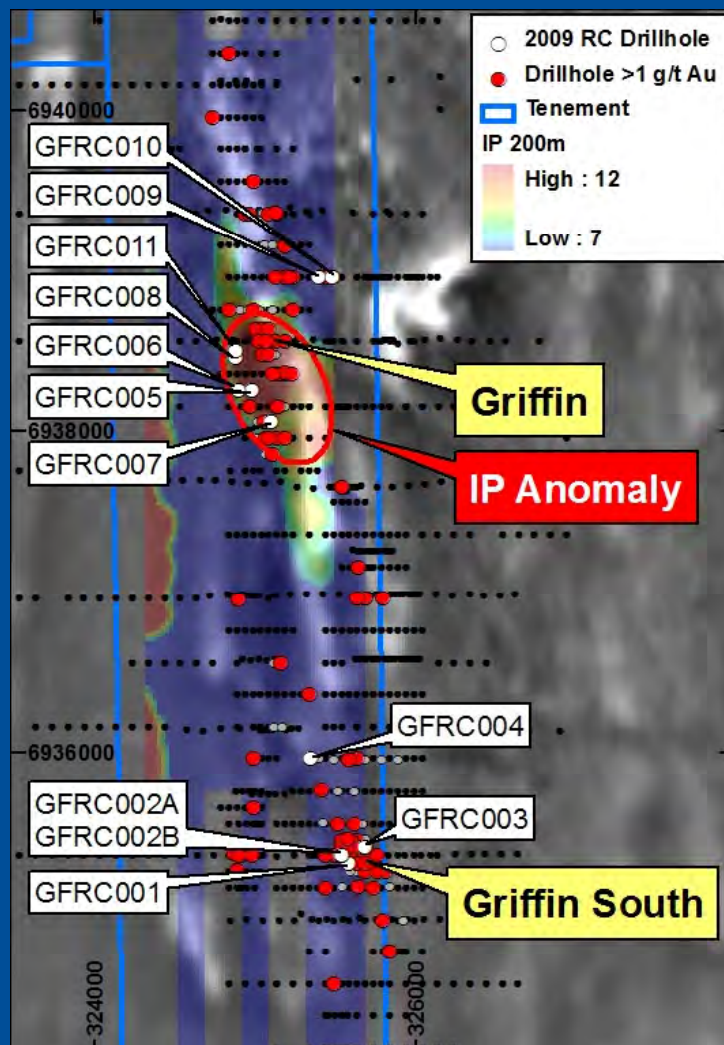 2009 RC Drillhole
Drillhole >1 g/t Au
Tenement
IP 200m
High : 12
Low : 7
6940000
GFRC010
GFRC009
GFRC011
GFRC008
GFRC006
GFRC005
GFRC007
Griffin
6938000
IP Anomaly
GFRC004
6936000
GFRC002A
GFRC002B
GFRC003
GFRC001
Griffin South
324000
326000